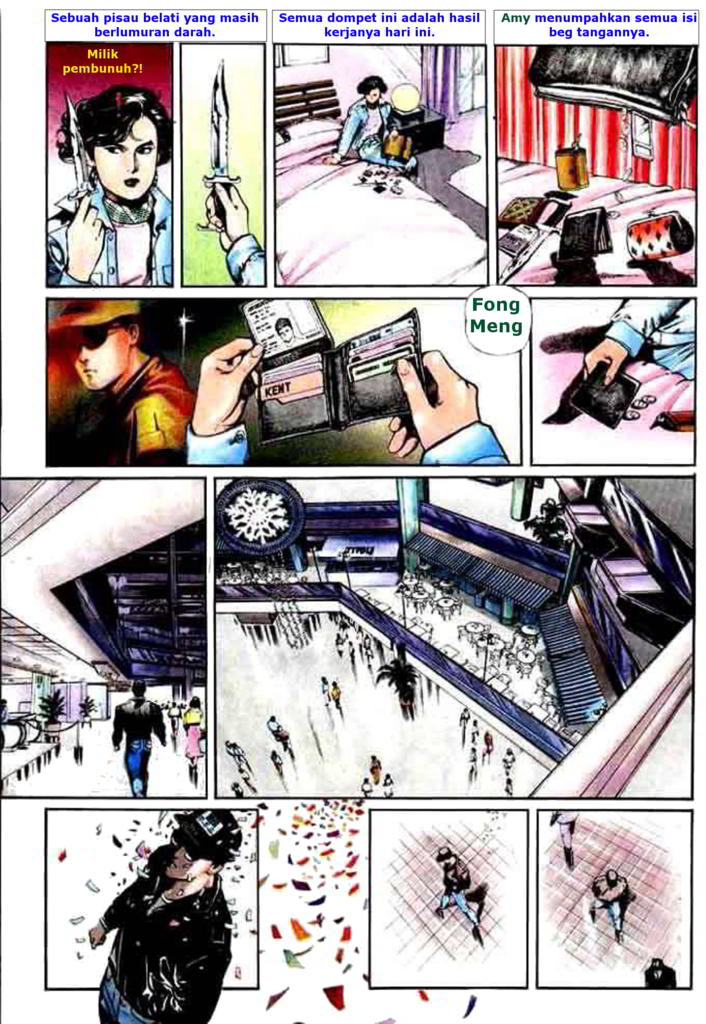 Sebuah pisau belati yang masih
berlumuran darah.
Semua dompet ini adalah hasil
kerjanya hari ini.
Amy menumpahkan semua isi
beg tangannya.
Milik
pembunuh?!
KENT
Fong
Meng